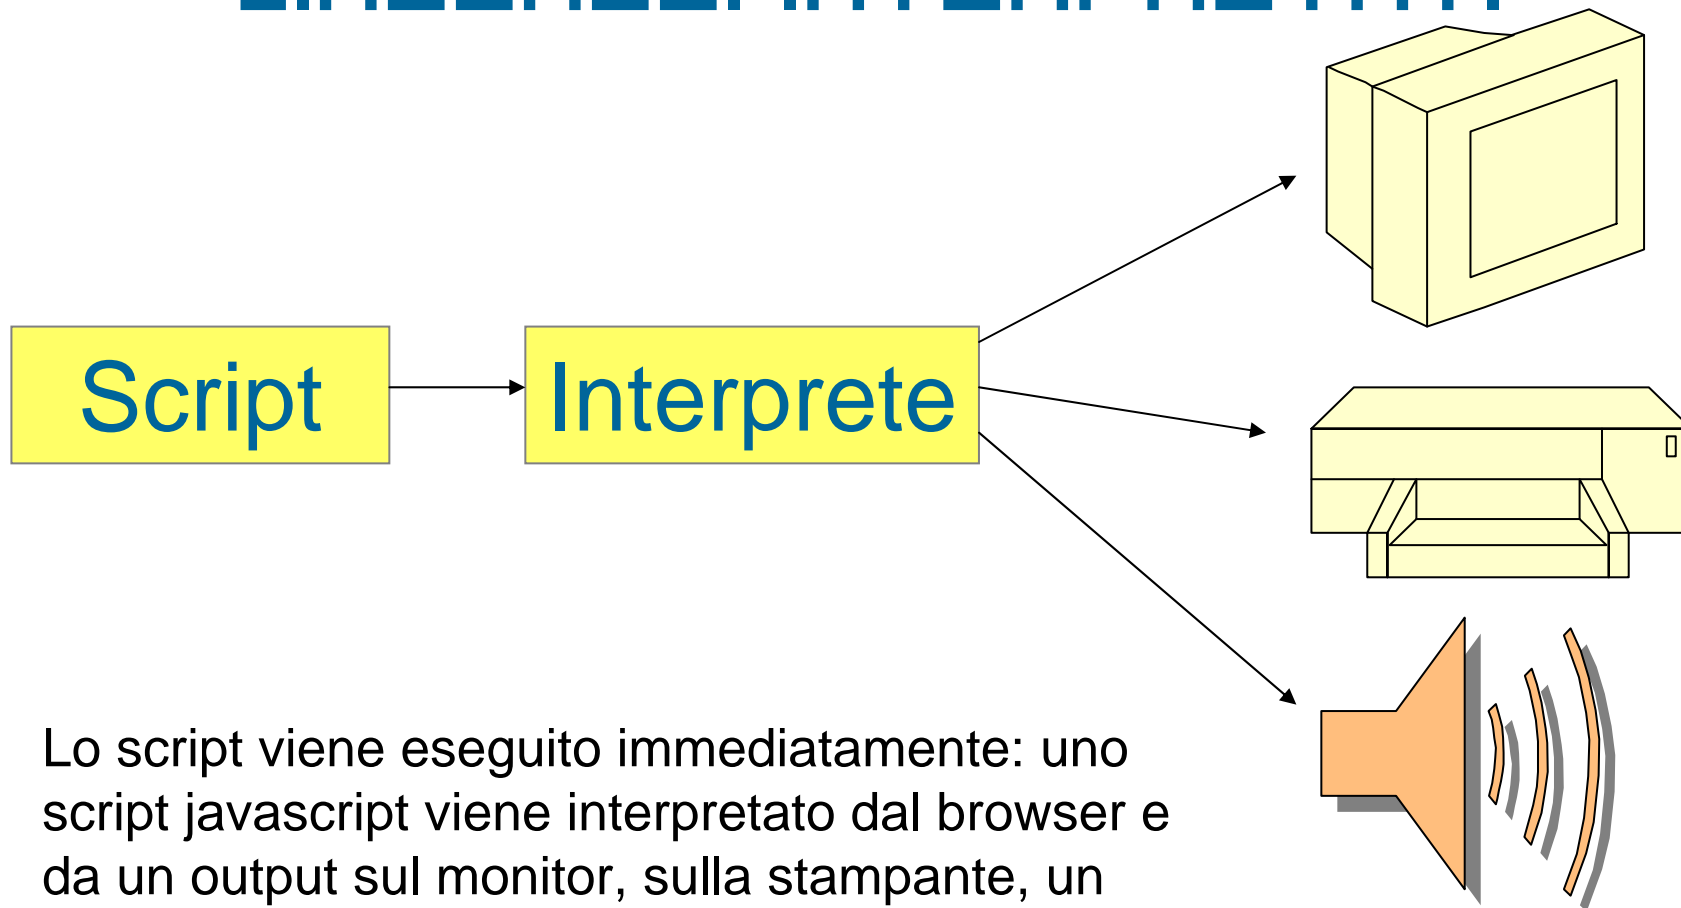 Script
Interprete
Lo script viene eseguito immediatamente: uno
script javascript viene interpretato dal browser e
da un output sul monitor, sulla stampante, un